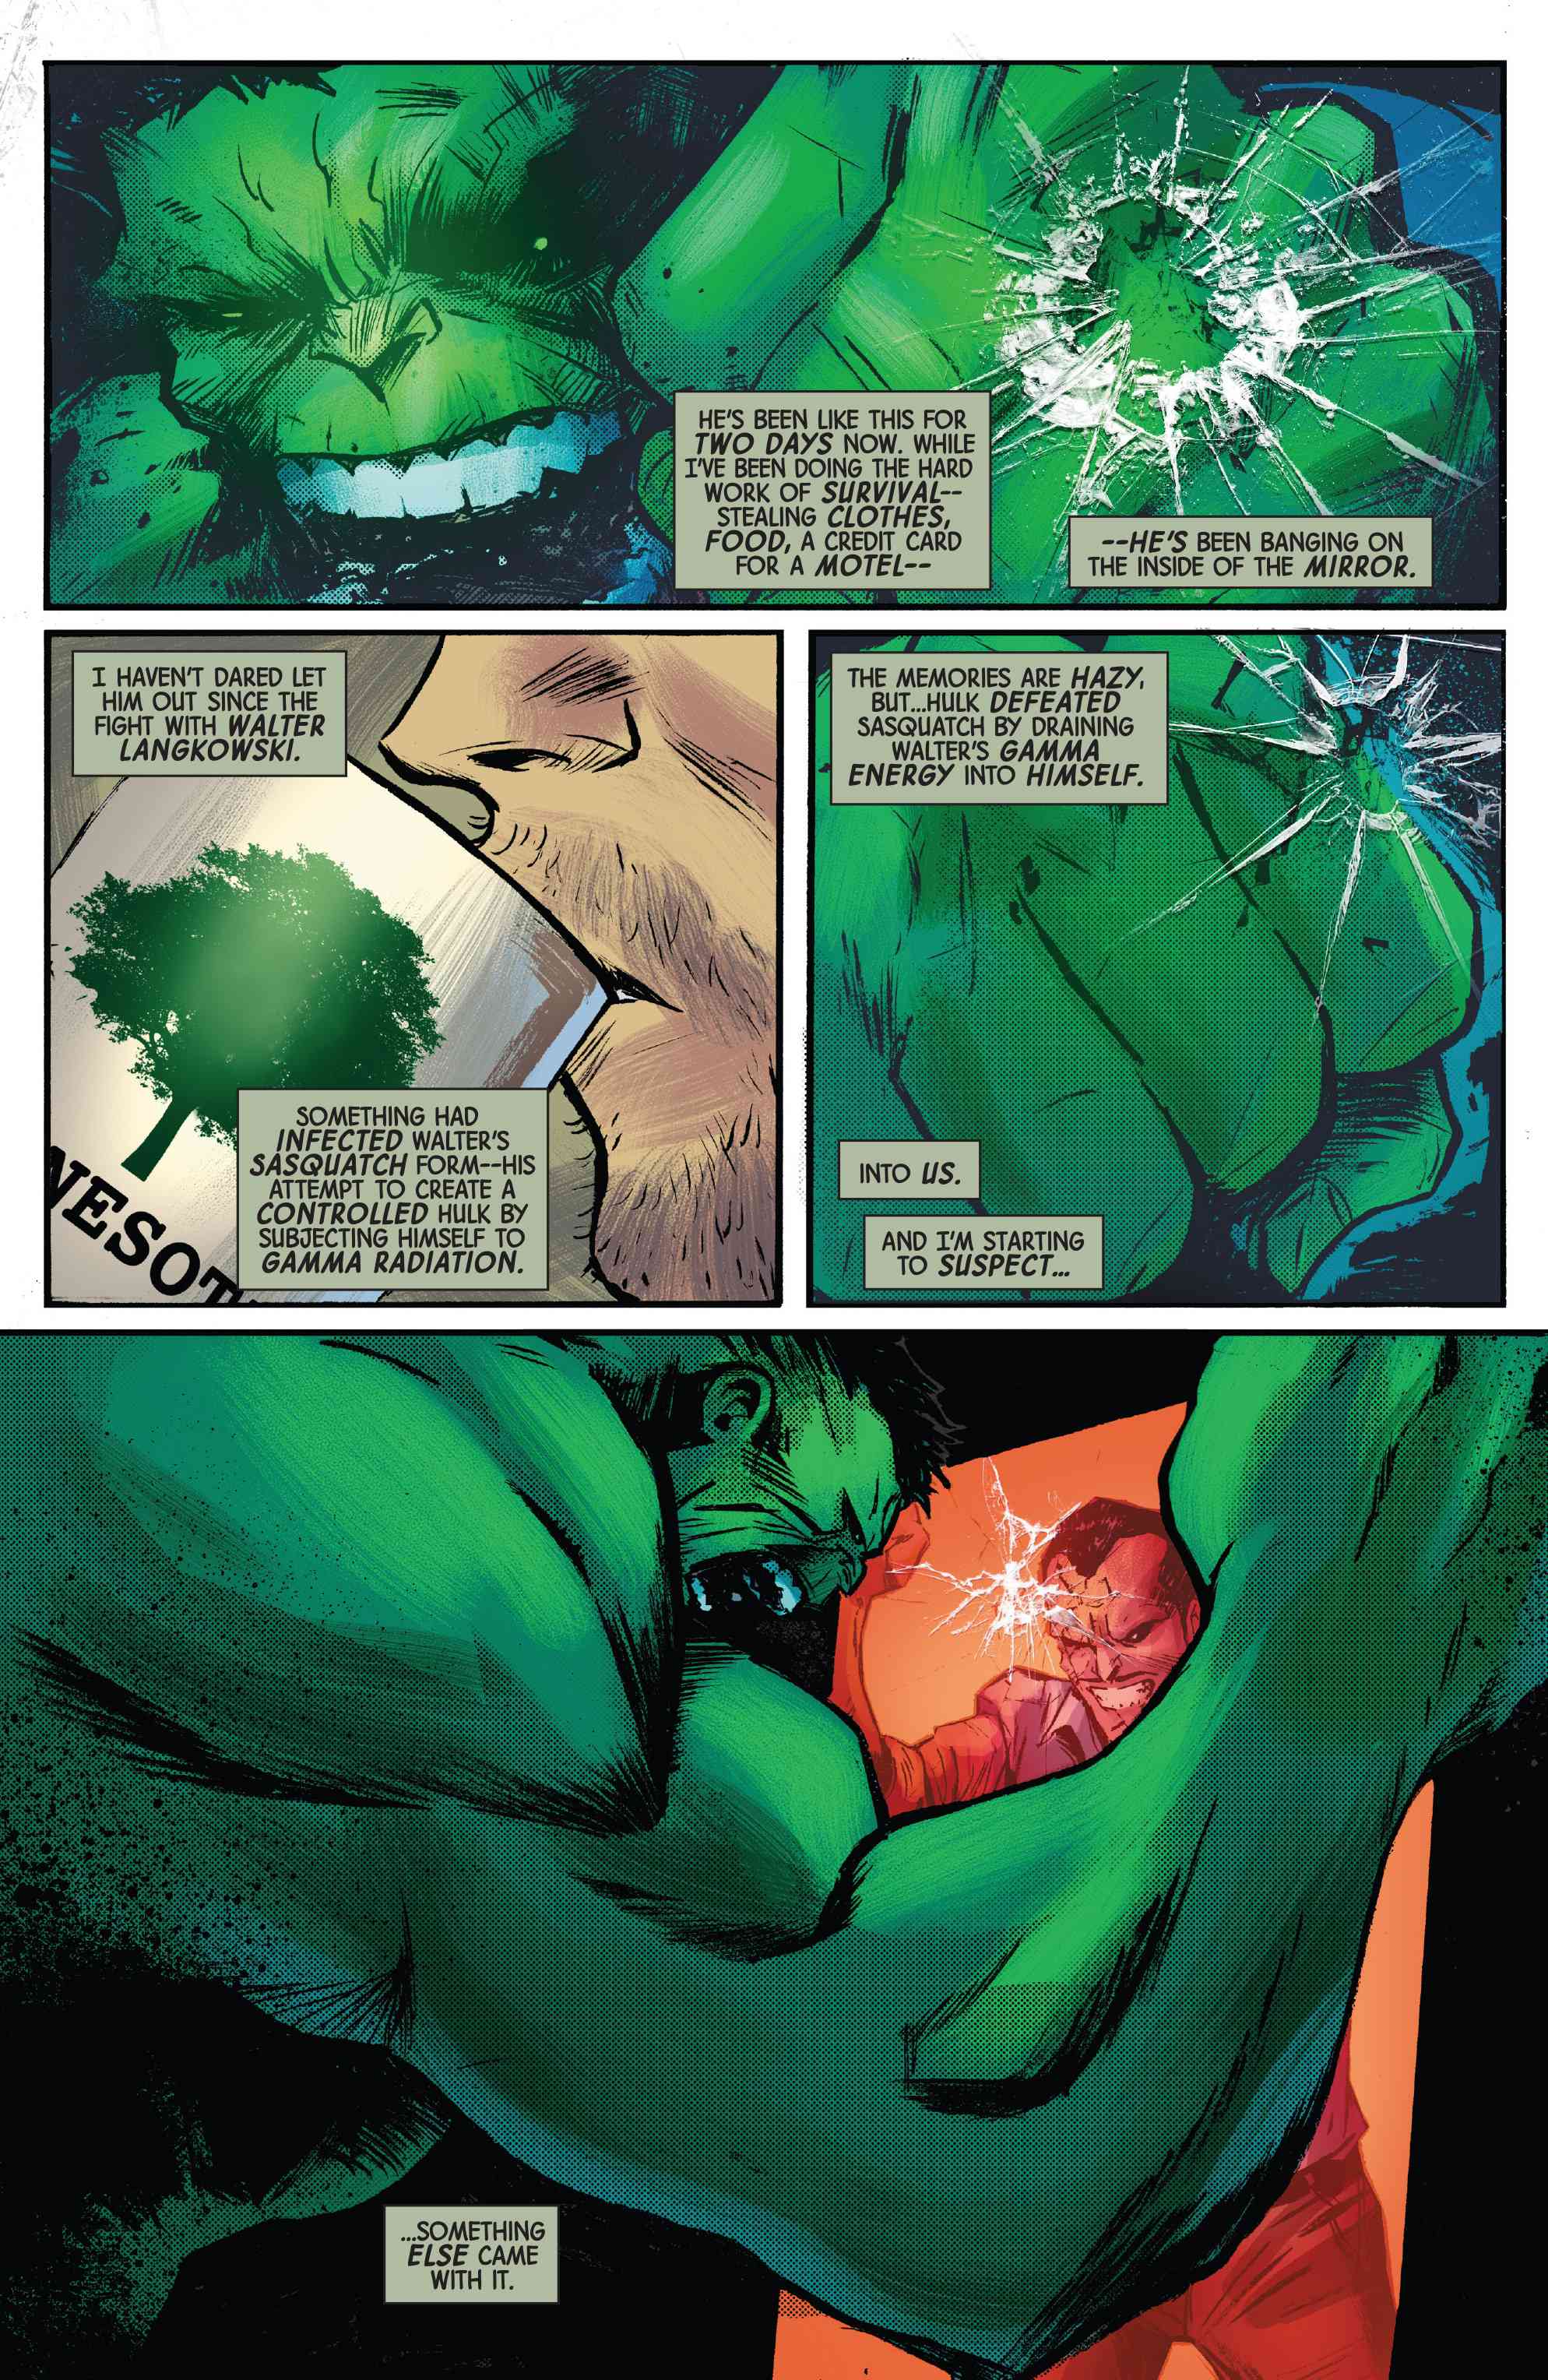 HE'S BEEN LIKE THIS FOR
TWO DAYS NOW. WHILE
I'VE BEEN DOING THE HARD
WORK OF SURVIVAL--
STEALING CLOTHES,
FOOD, A CREDIT CARD
FOR A MOTEL--
--HE'S BEEN BANGING ON
THE INSIDE OF THE MIRROR.
I HAVEN'T DARED LET
HIM OUT SINCE THE
FIGHT WITH WALTER
LANGKOWSKI.
NESOT
SOMETHING HAD
INFECTED WALTER'S
SASQUATCH FORM--HIS
ATTEMPT TO CREATE A
CONTROLLED HULK BY
SUBJECTING HIMSELF TO
GAMMA RADIATION.
THE MEMORIES ARE HAZY,
BUT...HULK DEFEATED
SASQUATCH BY DRAINING
WALTER'S GAMMA
ENERGY INTO HIMSELF.
INTO US.
AND I'M STARTING
TO SUSPECT...
...SOMETHING
ELSE CAME
WITH IT.